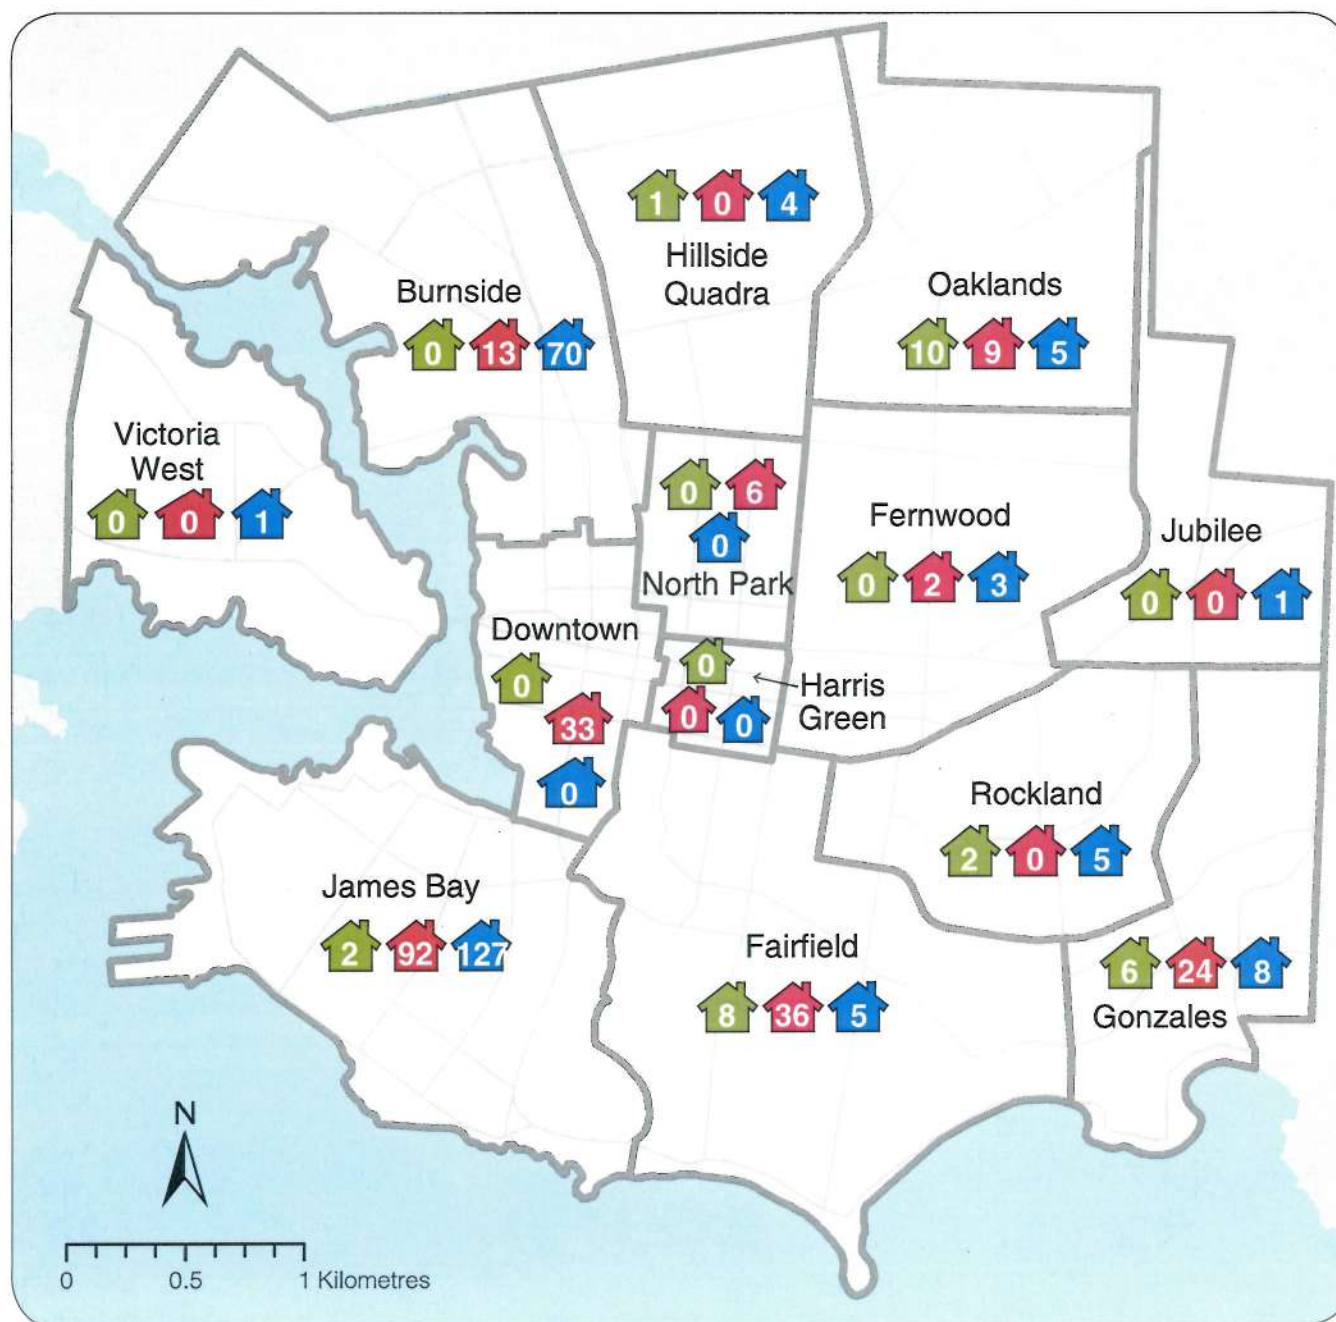 1 0 4
Hillside
Quadra
Burnside
0 13 70
Oaklands
10 9 5
Victoria
West
0 0 1
0 6
0
North Park
Fernwood
0 2 3
Jubilee
0 0 1
Downtown
0
33
0
0
0 0
Harris
Green
Rockland
2 0 5
James Bay
2 92 127
Fairfield
8 36 5
6 24 8
Gonzales
N
0 0.5 1 Kilometres